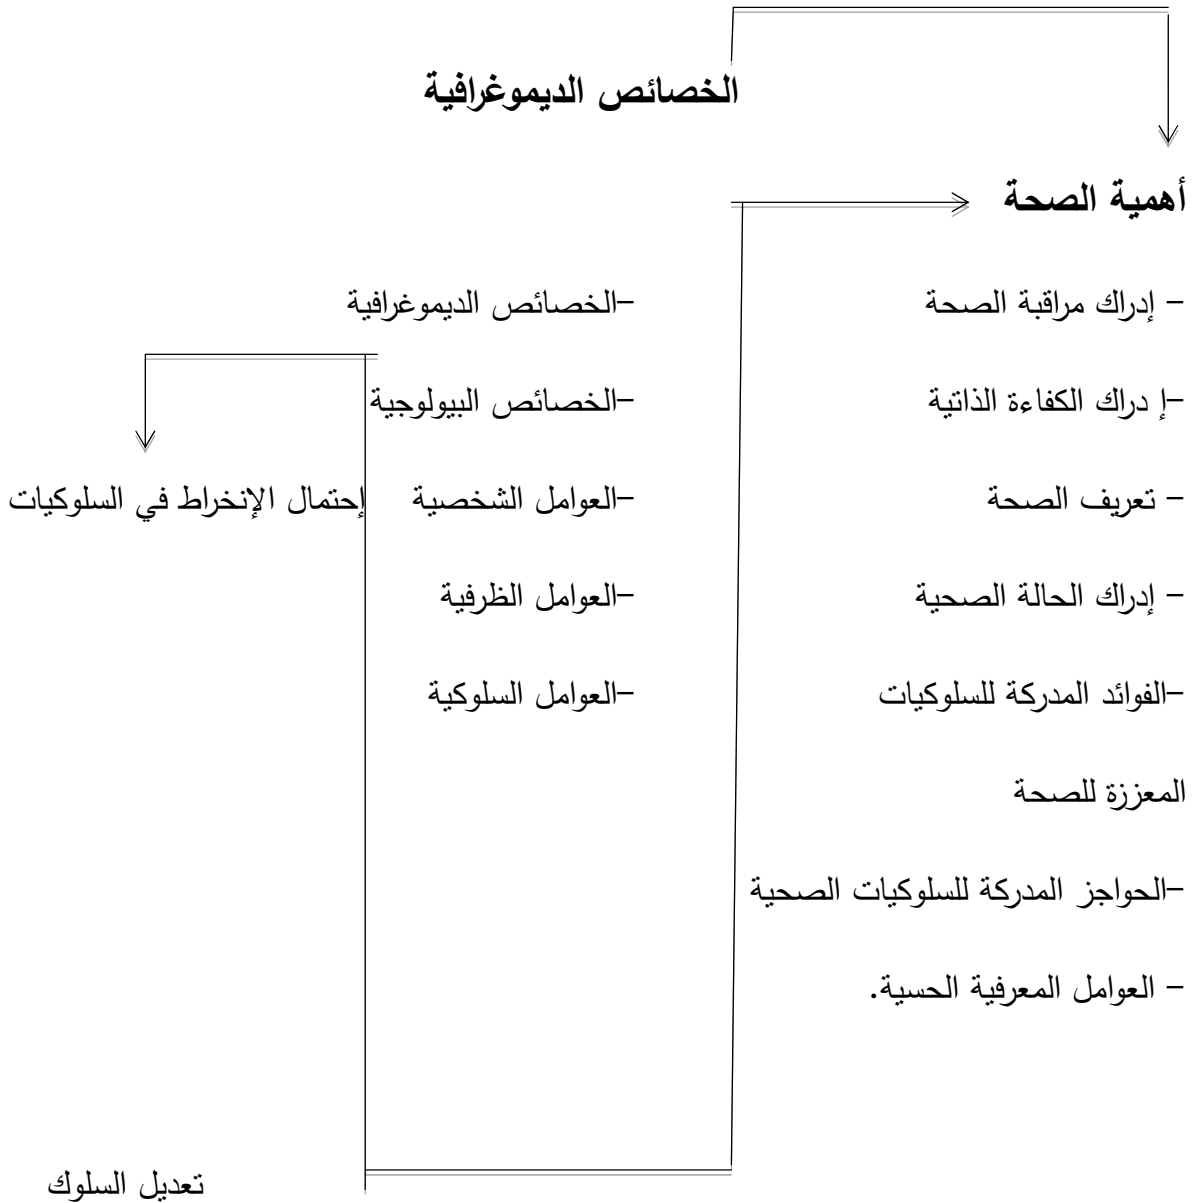 الخصائص الديموغرافية
أهمية الصحة
- إدراك مراقبة الصحة
-الخصائص الديموغرافية
-إ دراك الكفاءة الذاتية
-الخصائص البيولوجية
- تعريف الصحة
-العوامل الشخصية
إحتمال الإنخراط في السلوكيات
- إدراك الحالة الصحية
-العوامل الظرفية
-الفوائد المدركة للسلوكيات
-العوامل السلوكية
المعززة للصحة
-الحواجز المدركة للسلوكيات الصحية
- العوامل المعرفية الحسية.
تعديل السلوك